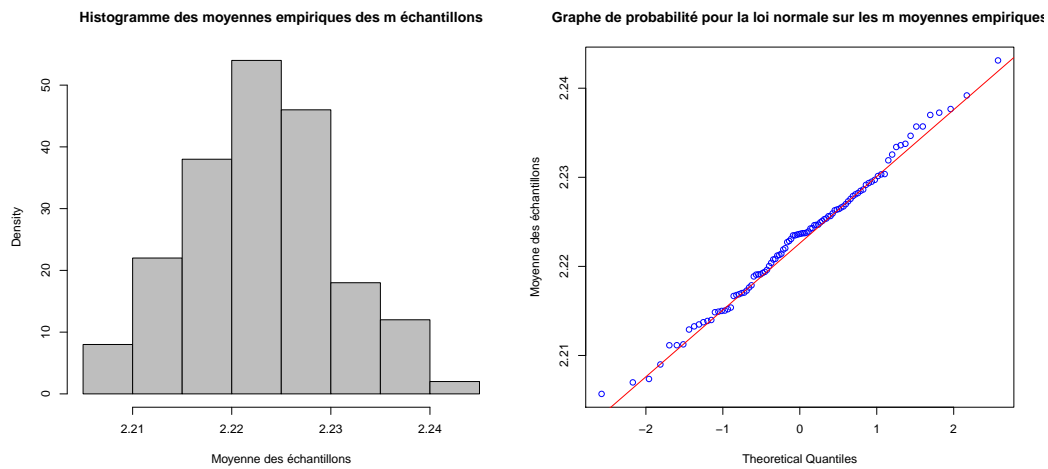 Histogramme des moyennes empiriques des m échantillons
Density
50
40
30
20
10
0
2.21 2.22 2.23 2.24
Moyenne des échantillons
Graphe de probabilité pour la loi normale sur les m moyennes empiriques
Moyenne des échantillons
2.24
2.23
2.22
2.21
−2 −1 0 1 2
Theoretical Quantiles